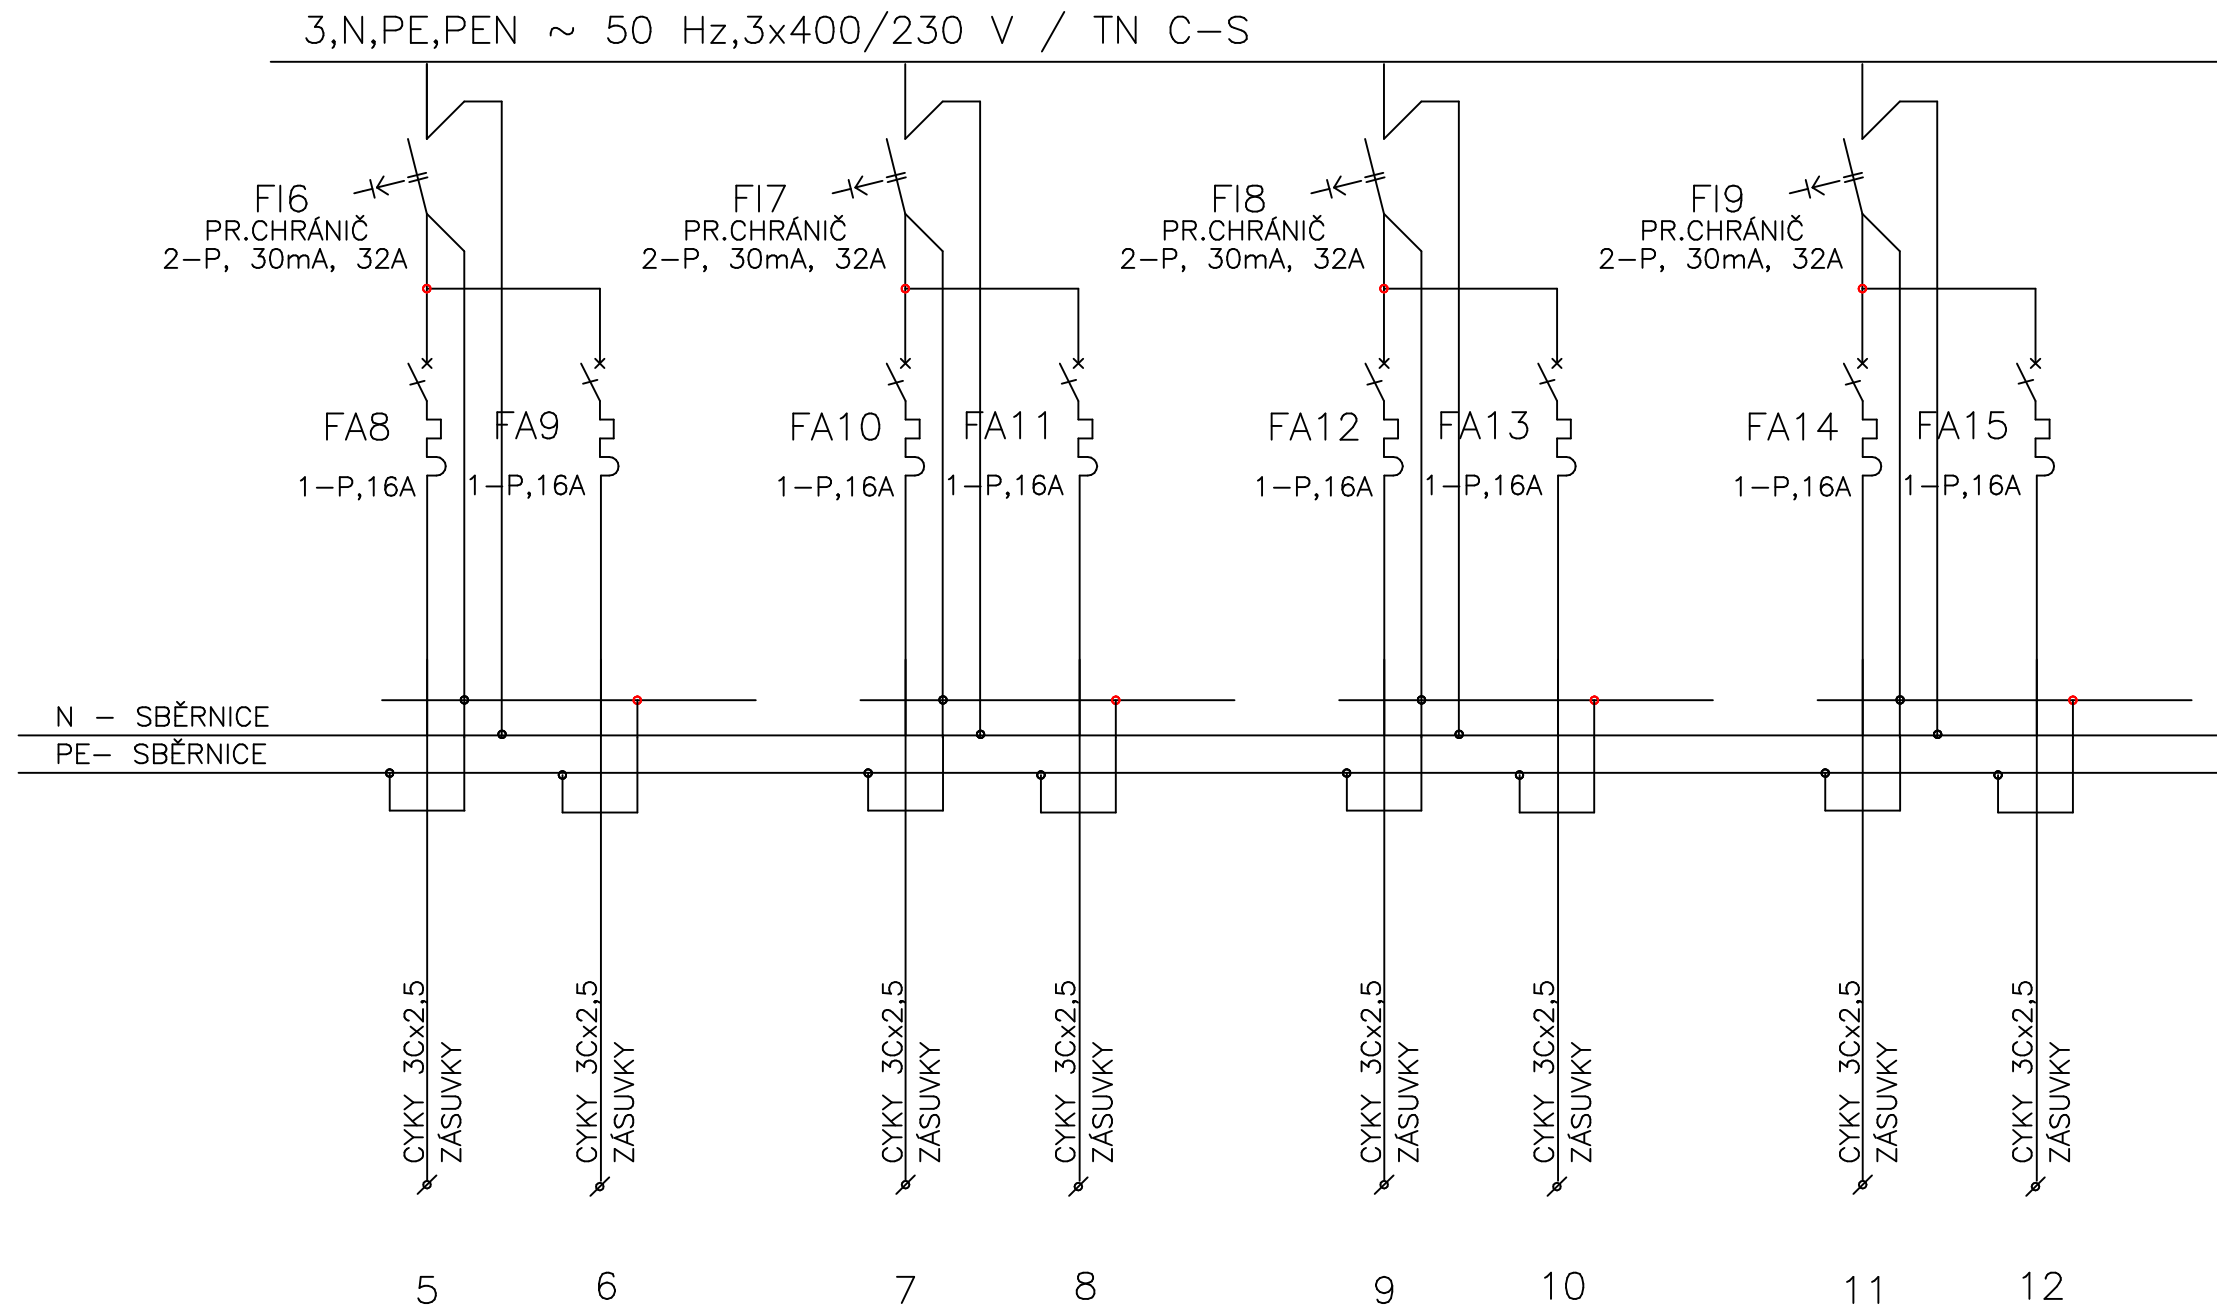 3,N,PE,PEN ~ 50 Hz,3x400/230 V / TN C-S
FI6
PR.CHRÁNIČ
2-P, 30mA, 32A
FI7
PR.CHRÁNIČ
2-P, 30mA, 32A
FI8
PR.CHRÁNIČ
2-P, 30mA, 32A
FI9
PR.CHRÁNIČ
2-P, 30mA, 32A
FA8
1-P,16A
FA9
1-P,16A
FA10
1-P,16A
FA11
1-P,16A
FA12
1-P,16A
FA13
1-P,16A
FA14
1-P,16A
FA15
1-P,16A
N - SBĚRNICE
PE- SBĚRNICE
CYKY 3Cx2,5
ZÁSUVKY
CYKY 3Cx2,5
ZÁSUVKY
CYKY 3Cx2,5
ZÁSUVKY
CYKY 3Cx2,5
ZÁSUVKY
CYKY 3Cx2,5
ZÁSUVKY
CYKY 3Cx2,5
ZÁSUVKY
CYKY 3Cx2,5
ZÁSUVKY
CYKY 3Cx2,5
ZÁSUVKY
5
6
7
8
9
10
11
12